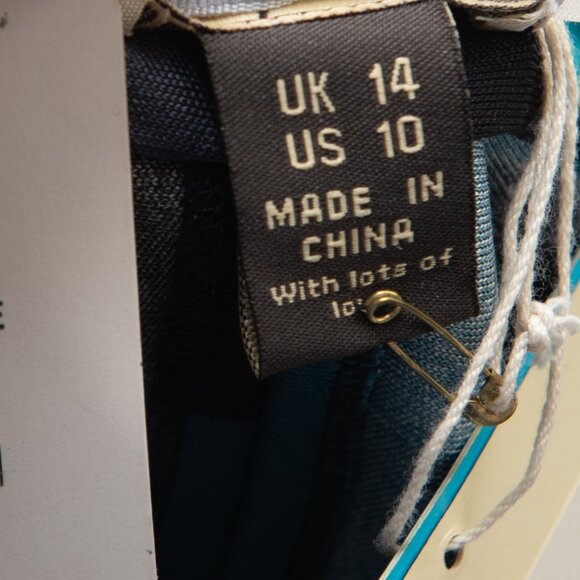 UK 14
US 10
MADE IN
CHINA
With lots of